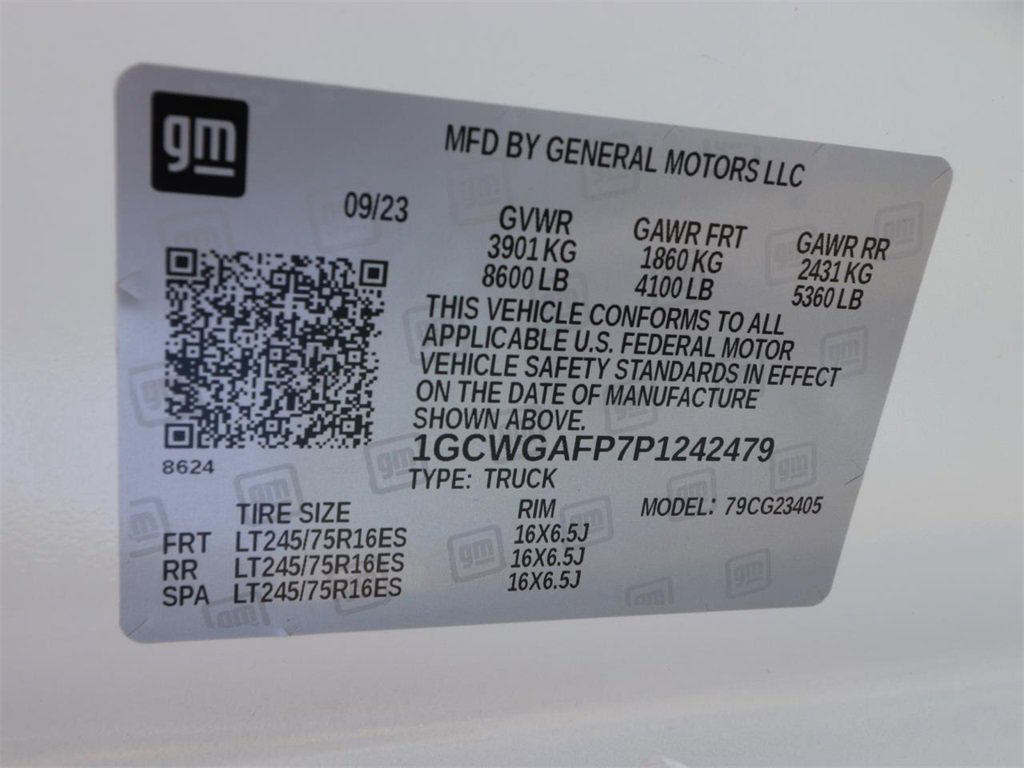 gm
MFD BY GENERAL MOTORS LLC
09/23
GVWR GAWR FRT GAWR RR
3901 KG 1860 KG 2431 KG
8600 LB 4100 LB 5360 LB
THIS VEHICLE CONFORMS TO ALL
APPLICABLE U.S. FEDERAL MOTOR
VEHICLE SAFETY STANDARDS IN EFFECT
ON THE DATE OF MANUFACTURE
SHOWN ABOVE.
8624
1GCWGAFP7P1242479
TYPE: TRUCK
TIRE SIZE RIM MODEL: 79CG23405
FRT LT245/75R16ES 16X6.5J
RR LT245/75R16ES 16X6.5J
SPA LT245/75R16ES 16X6.5J